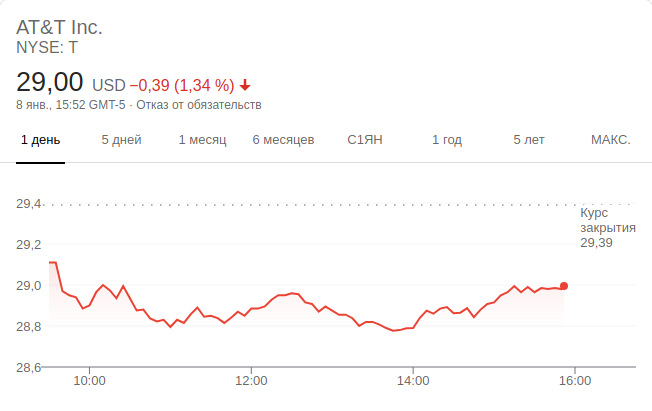 AT&T Inc.
NYSE: T
29,00 USD −0,39 (1,34 %)
8 янв., 15:52 GMT-5 · Отказ от обязательств
1 день 5 дней 1 месяц 6 месяцев С1ЯН 1 год 5 лет МАКС.
29,4
Курс
закрытия
29,39
29,2
29,0
28,8
28,6
10:00 12:00 14:00 16:00